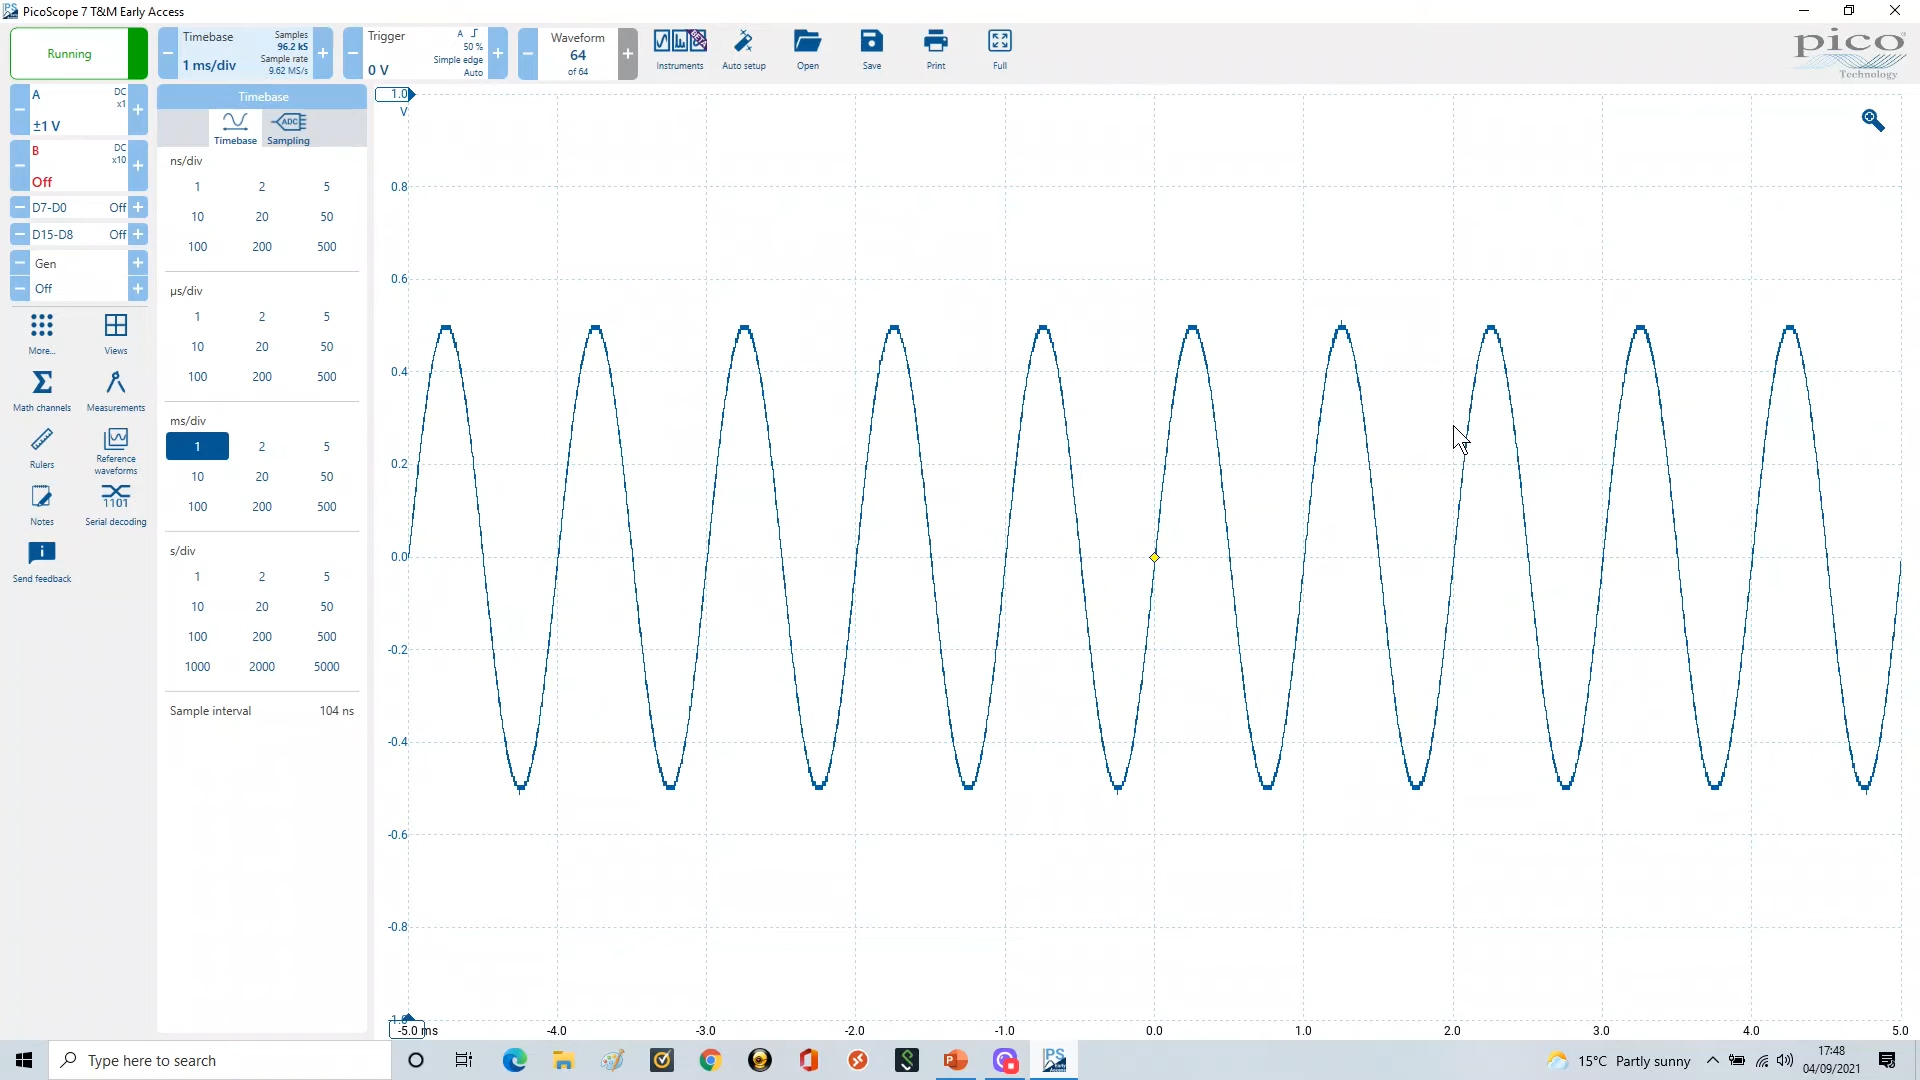 PicoScope 7 T&M Early Access
Running
Timebase
1 ms/div
Samples
96.2 kS
Sample rate
9.62 MS/s
Trigger
0 V
A
50 %
Simple edge
Auto
Waveform
64
of 64
Instruments
Auto setup
Open
Save
Print
Full
pico
Technology
A
DC
x1
±1 V
B
DC
x10
Off
D7-D0 Off
D15-D8 Off
Gen
Off
More...
Views
Math channels
Measurements
Rulers
Reference
waveforms
Notes
1101
Serial decoding
Send feedback
Timebase
Timebase
ADC
Sampling
ns/div
1 2 5
10 20 50
100 200 500
µs/div
1 2 5
10 20 50
100 200 500
ms/div
1 2 5
10 20 50
100 200 500
s/div
1 2 5
10 20 50
100 200 500
1000 2000 5000
Sample interval 104 ns
1.0
V
0.8
0.6
0.4
0.2
0.0
-0.2
-0.4
-0.6
-0.8
-1.0
-5.0 ms -4.0 -3.0 -2.0 -1.0 0.0 1.0 2.0 3.0 4.0 5.0
Type here to search
15°C Partly sunny
17:48
04/09/2021